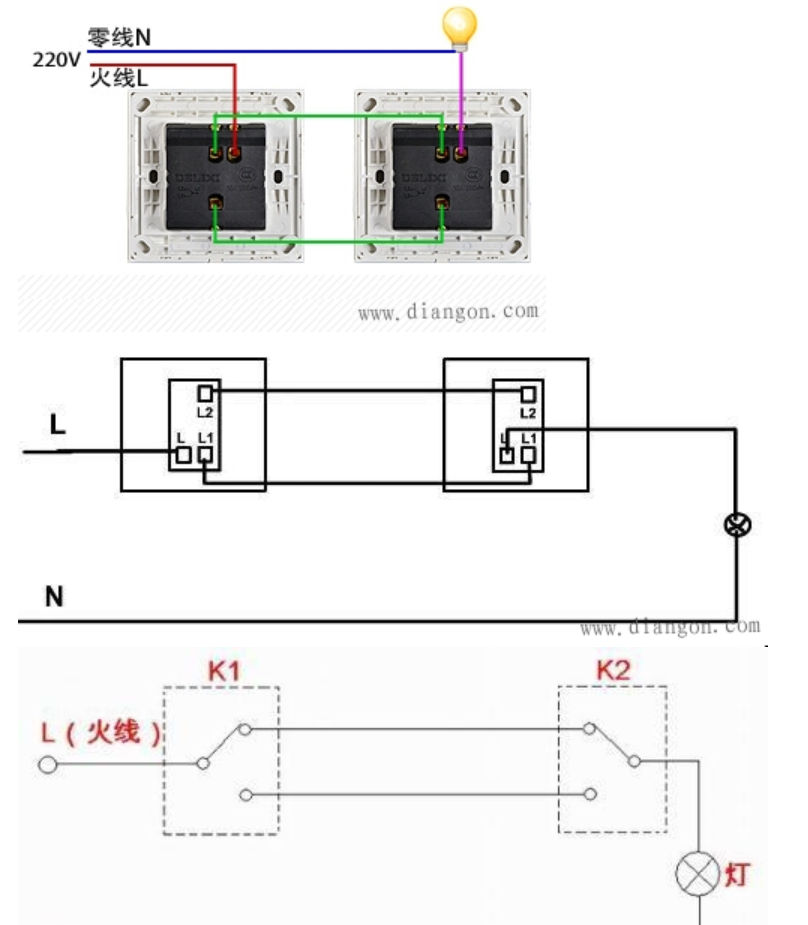 零线N
220V
火线L
DELIXI
DELIXI
www.diangon.com
L
L2
L2
L L1
L L1
N
www.diangon.com
K1
K2
L(火线)
灯